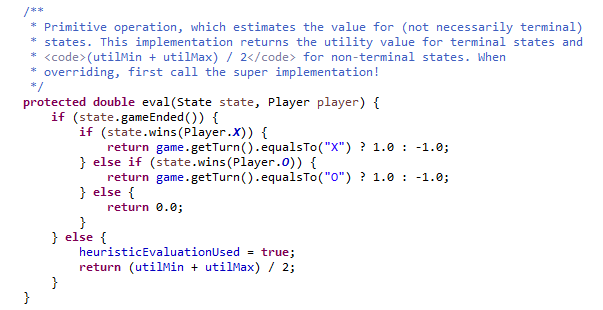 /**
 * Primitive operation, which estimates the value for (not necessarily terminal)
 * states. This implementation returns the utility value for terminal states and
 * <code>(utilMin + utilMax) / 2</code> for non-terminal states. When
 * overriding, first call the super implementation!
 */
protected double eval(State state, Player player) {
    if (state.gameEnded()) {
        if (state.wins(Player.X)) {
            return game.getTurn().equalsTo("X") ? 1.0 : -1.0;
        } else if (state.wins(Player.O)) {
            return game.getTurn().equalsTo("O") ? 1.0 : -1.0;
        } else {
            return 0.0;
        }
    } else {
        heuristicEvaluationUsed = true;
        return (utilMin + utilMax) / 2;
    }
}